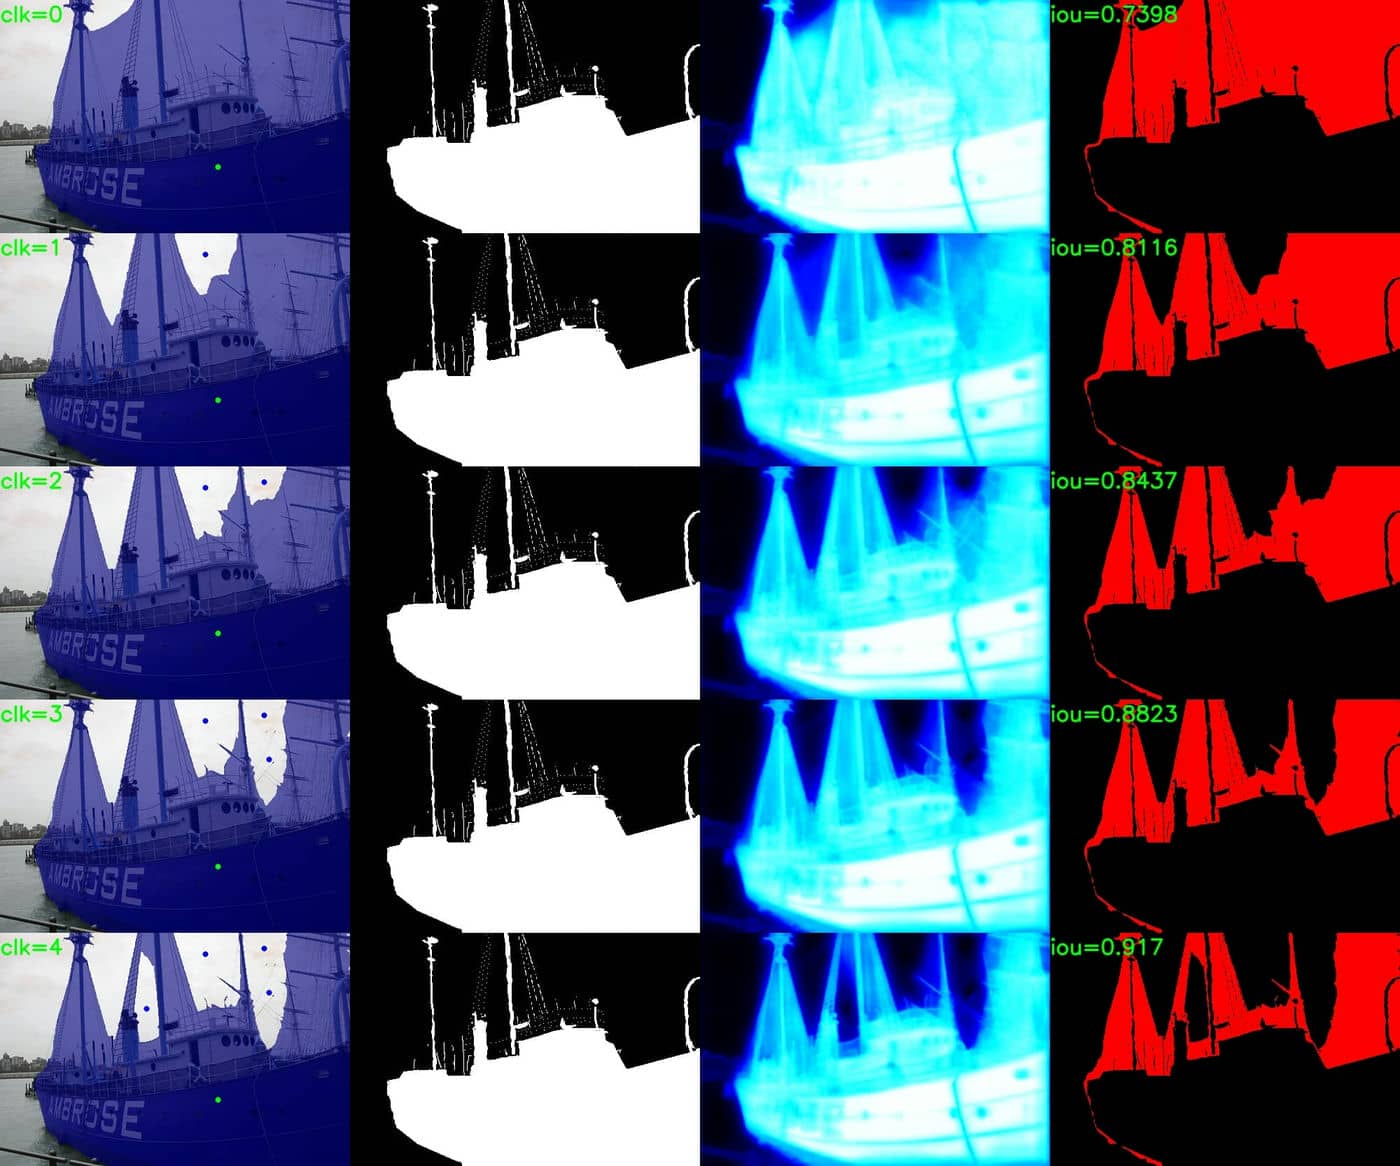 clk=0
iou=0.7398
AMBROSE
clk=1
iou=0.8116
AMBROSE
clk=2
iou=0.8437
AMBROSE
clk=3
iou=0.8823
AMBROSE
clk=4
iou=0.917
AMBROSE